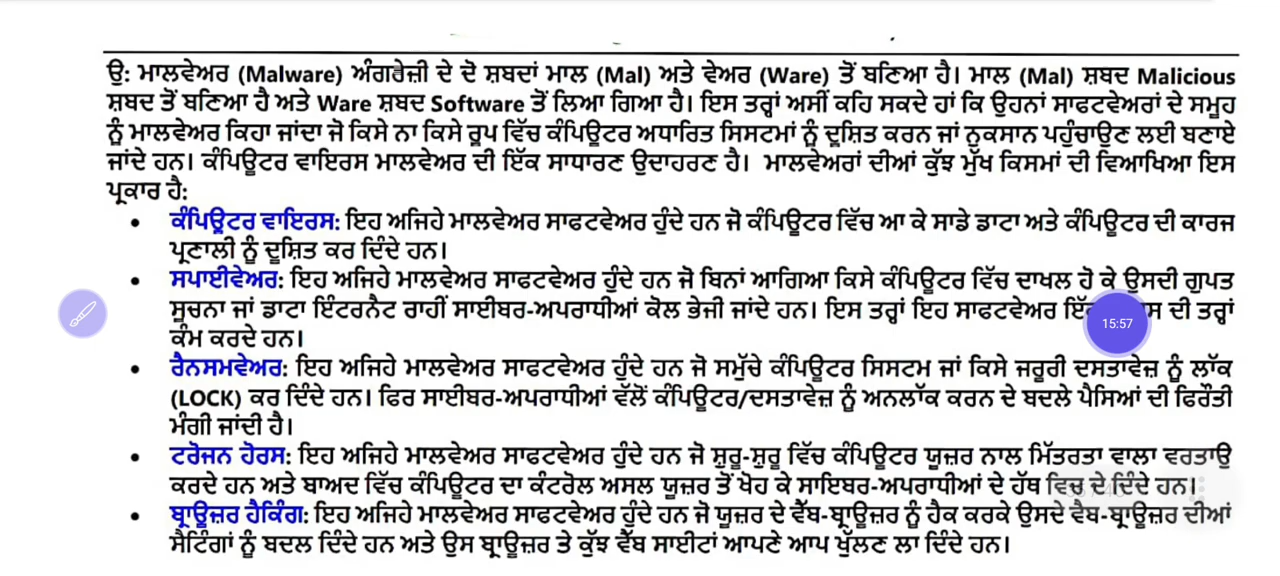 ਉ: ਮਾਲਵੇਅਰ (Malware) ਅੰਗਰੇਜ਼ੀ ਦੇ ਦੋ ਸ਼ਬਦਾਂ ਮਾਲ (Mal) ਅਤੇ ਵੇਅਰ (Ware) ਤੋਂ ਬਣਿਆ ਹੈ। ਮਾਲ (Mal) ਸ਼ਬਦ Malicious
ਸ਼ਬਦ ਤੋਂ ਬਣਿਆ ਹੈ ਅਤੇ Ware ਸ਼ਬਦ Software ਤੋਂ ਲਿਆ ਗਿਆ ਹੈ। ਇਸ ਤਰ੍ਹਾਂ ਅਸੀਂ ਕਹਿ ਸਕਦੇ ਹਾਂ ਕਿ ਉਹਨਾਂ ਸਾਫਟਵੇਅਰਾਂ ਦੇ ਸਮੂਹ
ਨੂੰ ਮਾਲਵੇਅਰ ਕਿਹਾ ਜਾਂਦਾ ਜੋ ਕਿਸੇ ਨਾ ਕਿਸੇ ਰੂਪ ਵਿੱਚ ਕੰਪਿਊਟਰ ਅਧਾਰਿਤ ਸਿਸਟਮਾਂ ਨੂੰ ਦੂਸ਼ਿਤ ਕਰਨ ਜਾਂ ਨੁਕਸਾਨ ਪਹੁੰਚਾਉਣ ਲਈ ਬਣਾਏ
ਜਾਂਦੇ ਹਨ। ਕੰਪਿਊਟਰ ਵਾਇਰਸ ਮਾਲਵੇਅਰ ਦੀ ਇੱਕ ਸਾਧਾਰਣ ਉਦਾਹਰਣ ਹੈ। ਮਾਲਵੇਅਰਾਂ ਦੀਆਂ ਕੁੱਝ ਮੁੱਖ ਕਿਸਮਾਂ ਦੀ ਵਿਆਖਿਆ ਇਸ
ਪ੍ਰਕਾਰ ਹੈ:
• ਕੰਪਿਊਟਰ ਵਾਇਰਸ: ਇਹ ਅਜਿਹੇ ਮਾਲਵੇਅਰ ਸਾਫਟਵੇਅਰ ਹੁੰਦੇ ਹਨ ਜੋ ਕੰਪਿਊਟਰ ਵਿੱਚ ਆ ਕੇ ਸਾਡੇ ਡਾਟਾ ਅਤੇ ਕੰਪਿਊਟਰ ਦੀ ਕਾਰਜ
ਪ੍ਰਣਾਲੀ ਨੂੰ ਦੂਸ਼ਿਤ ਕਰ ਦਿੰਦੇ ਹਨ।
• ਸਪਾਈਵੇਅਰ: ਇਹ ਅਜਿਹੇ ਮਾਲਵੇਅਰ ਸਾਫਟਵੇਅਰ ਹੁੰਦੇ ਹਨ ਜੋ ਬਿਨਾਂ ਆਗਿਆ ਕਿਸੇ ਕੰਪਿਊਟਰ ਵਿੱਚ ਦਾਖਲ ਹੋ ਕੇ ਉਸਦੀ ਗੁਪਤ
ਸੂਚਨਾ ਜਾਂ ਡਾਟਾ ਇੰਟਰਨੈਟ ਰਾਹੀਂ ਸਾਈਬਰ-ਅਪਰਾਧੀਆਂ ਕੋਲ ਭੇਜੀ ਜਾਂਦੇ ਹਨ। ਇਸ ਤਰ੍ਹਾਂ ਇਹ ਸਾਫਟਵੇਅਰ 15:57 ਦੀ ਤਰ੍ਹਾਂ
ਕੰਮ ਕਰਦੇ ਹਨ।
• ਰੈਨਸਮਵੇਅਰ: ਇਹ ਅਜਿਹੇ ਮਾਲਵੇਅਰ ਸਾਫਟਵੇਅਰ ਹੁੰਦੇ ਹਨ ਜੋ ਸਮੁੱਚੇ ਕੰਪਿਊਟਰ ਸਿਸਟਮ ਜਾਂ ਕਿਸੇ ਜਰੂਰੀ ਦਸਤਾਵੇਜ਼ ਨੂੰ ਲਾੱਕ
(LOCK) ਕਰ ਦਿੰਦੇ ਹਨ। ਫਿਰ ਸਾਈਬਰ-ਅਪਰਾਧੀਆਂ ਵੱਲੋਂ ਕੰਪਿਊਟਰ/ਦਸਤਾਵੇਜ਼ ਨੂੰ ਅਨਲਾੱਕ ਕਰਨ ਦੇ ਬਦਲੇ ਪੈਸਿਆਂ ਦੀ ਫਿਰੌਤੀ
ਮੰਗੀ ਜਾਂਦੀ ਹੈ।
• ਟਰੋਜਨ ਹੋਰਸ: ਇਹ ਅਜਿਹੇ ਮਾਲਵੇਅਰ ਸਾਫਟਵੇਅਰ ਹੁੰਦੇ ਹਨ ਜੋ ਸ਼ੁਰੂ-ਸ਼ੁਰੂ ਵਿੱਚ ਕੰਪਿਊਟਰ ਯੂਜ਼ਰ ਨਾਲ ਮਿੱਤਰਤਾ ਵਾਲਾ ਵਰਤਾਉ
ਕਰਦੇ ਹਨ ਅਤੇ ਬਾਅਦ ਵਿੱਚ ਕੰਪਿਊਟਰ ਦਾ ਕੰਟਰੋਲ ਅਸਲ ਯੂਜ਼ਰ ਤੋਂ ਖੋਹ ਕੇ ਸਾਇਬਰ-ਅਪਰਾਧੀਆਂ ਦੇ ਹੱਥ ਵਿਚ ਦੇ ਦਿੰਦੇ ਹਨ।
• ਬ੍ਰਾਊਜ਼ਰ ਹੈਕਿੰਗ: ਇਹ ਅਜਿਹੇ ਮਾਲਵੇਅਰ ਸਾਫਟਵੇਅਰ ਹੁੰਦੇ ਹਨ ਜੋ ਯੂਜ਼ਰ ਦੇ ਵੈੱਬ-ਬ੍ਰਾਊਜ਼ਰ ਨੂੰ ਹੈਕ ਕਰਕੇ ਉਸਦੇ ਵੈਬ-ਬ੍ਰਾਊਜ਼ਰ ਦੀਆਂ
ਸੈਟਿੰਗਾਂ ਨੂੰ ਬਦਲ ਦਿੰਦੇ ਹਨ ਅਤੇ ਉਸ ਬ੍ਰਾਊਜ਼ਰ ਤੇ ਕੁੱਝ ਵੈੱਬ ਸਾਈਟਾਂ ਆਪਣੇ ਆਪ ਖੁੱਲਣ ਲਾ ਦਿੰਦੇ ਹਨ।